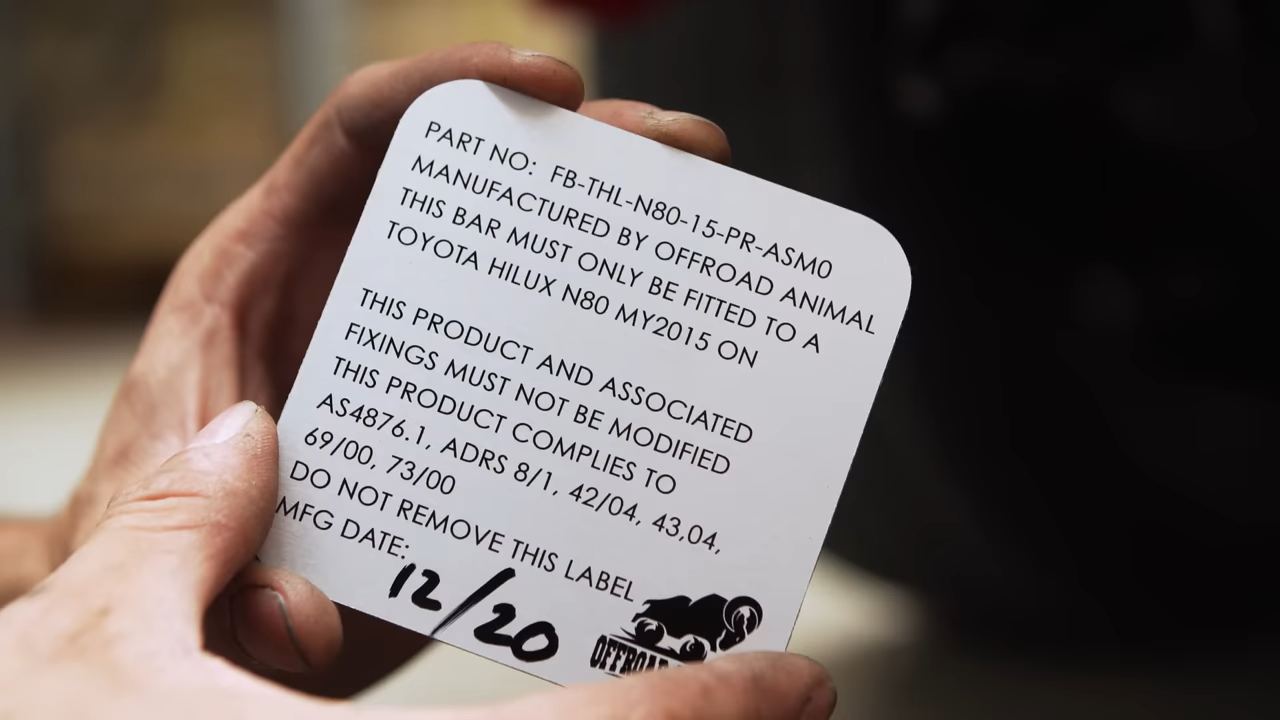 PART NO: FB-THL-N80-15-PR-ASM0
MANUFACTURED BY OFFROAD ANIMAL
THIS BAR MUST ONLY BE FITTED TO A
TOYOTA HILUX N80 MY2015 ON
THIS PRODUCT AND ASSOCIATED
FIXINGS MUST NOT BE MODIFIED
THIS PRODUCT COMPLIES TO
AS4876.1, ADRS 8/1, 42/04, 43,04,
69/00, 73/00
DO NOT REMOVE THIS LABEL
MFG DATE:
12/20